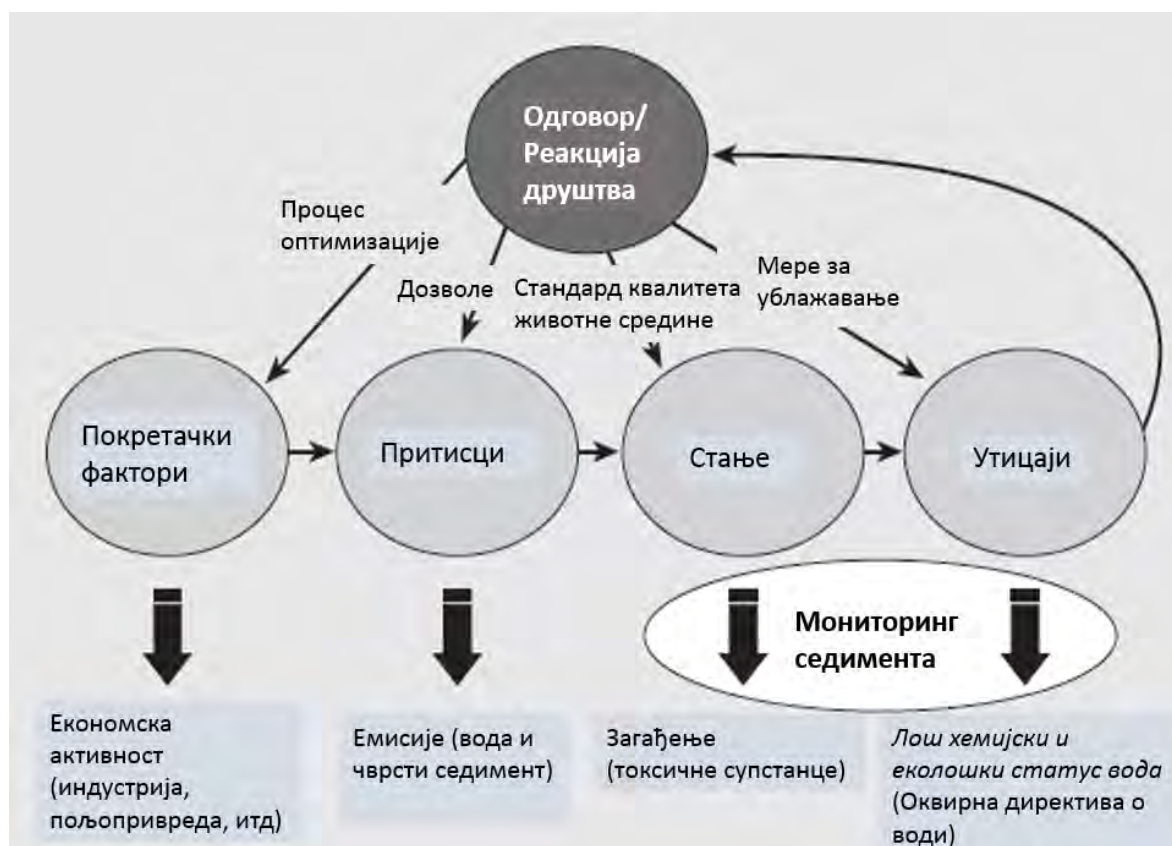 Одговор/
Реакција
друштва
Процес
оптимизације
Дозволе
Стандард квалитета
животне средине
Мере за
ублажавање
Покретачки
фактори
Притисци
Стање
Утицаји
Мониторинг
седимента
Економска
активност
(индустрија,
пољопривреда, итд)
Емисије (вода и
чврсти седимент)
Загађење
(токсичне супстанце)
Лош хемијски и
еколошки статус вода
(Оквирна директива о
води)